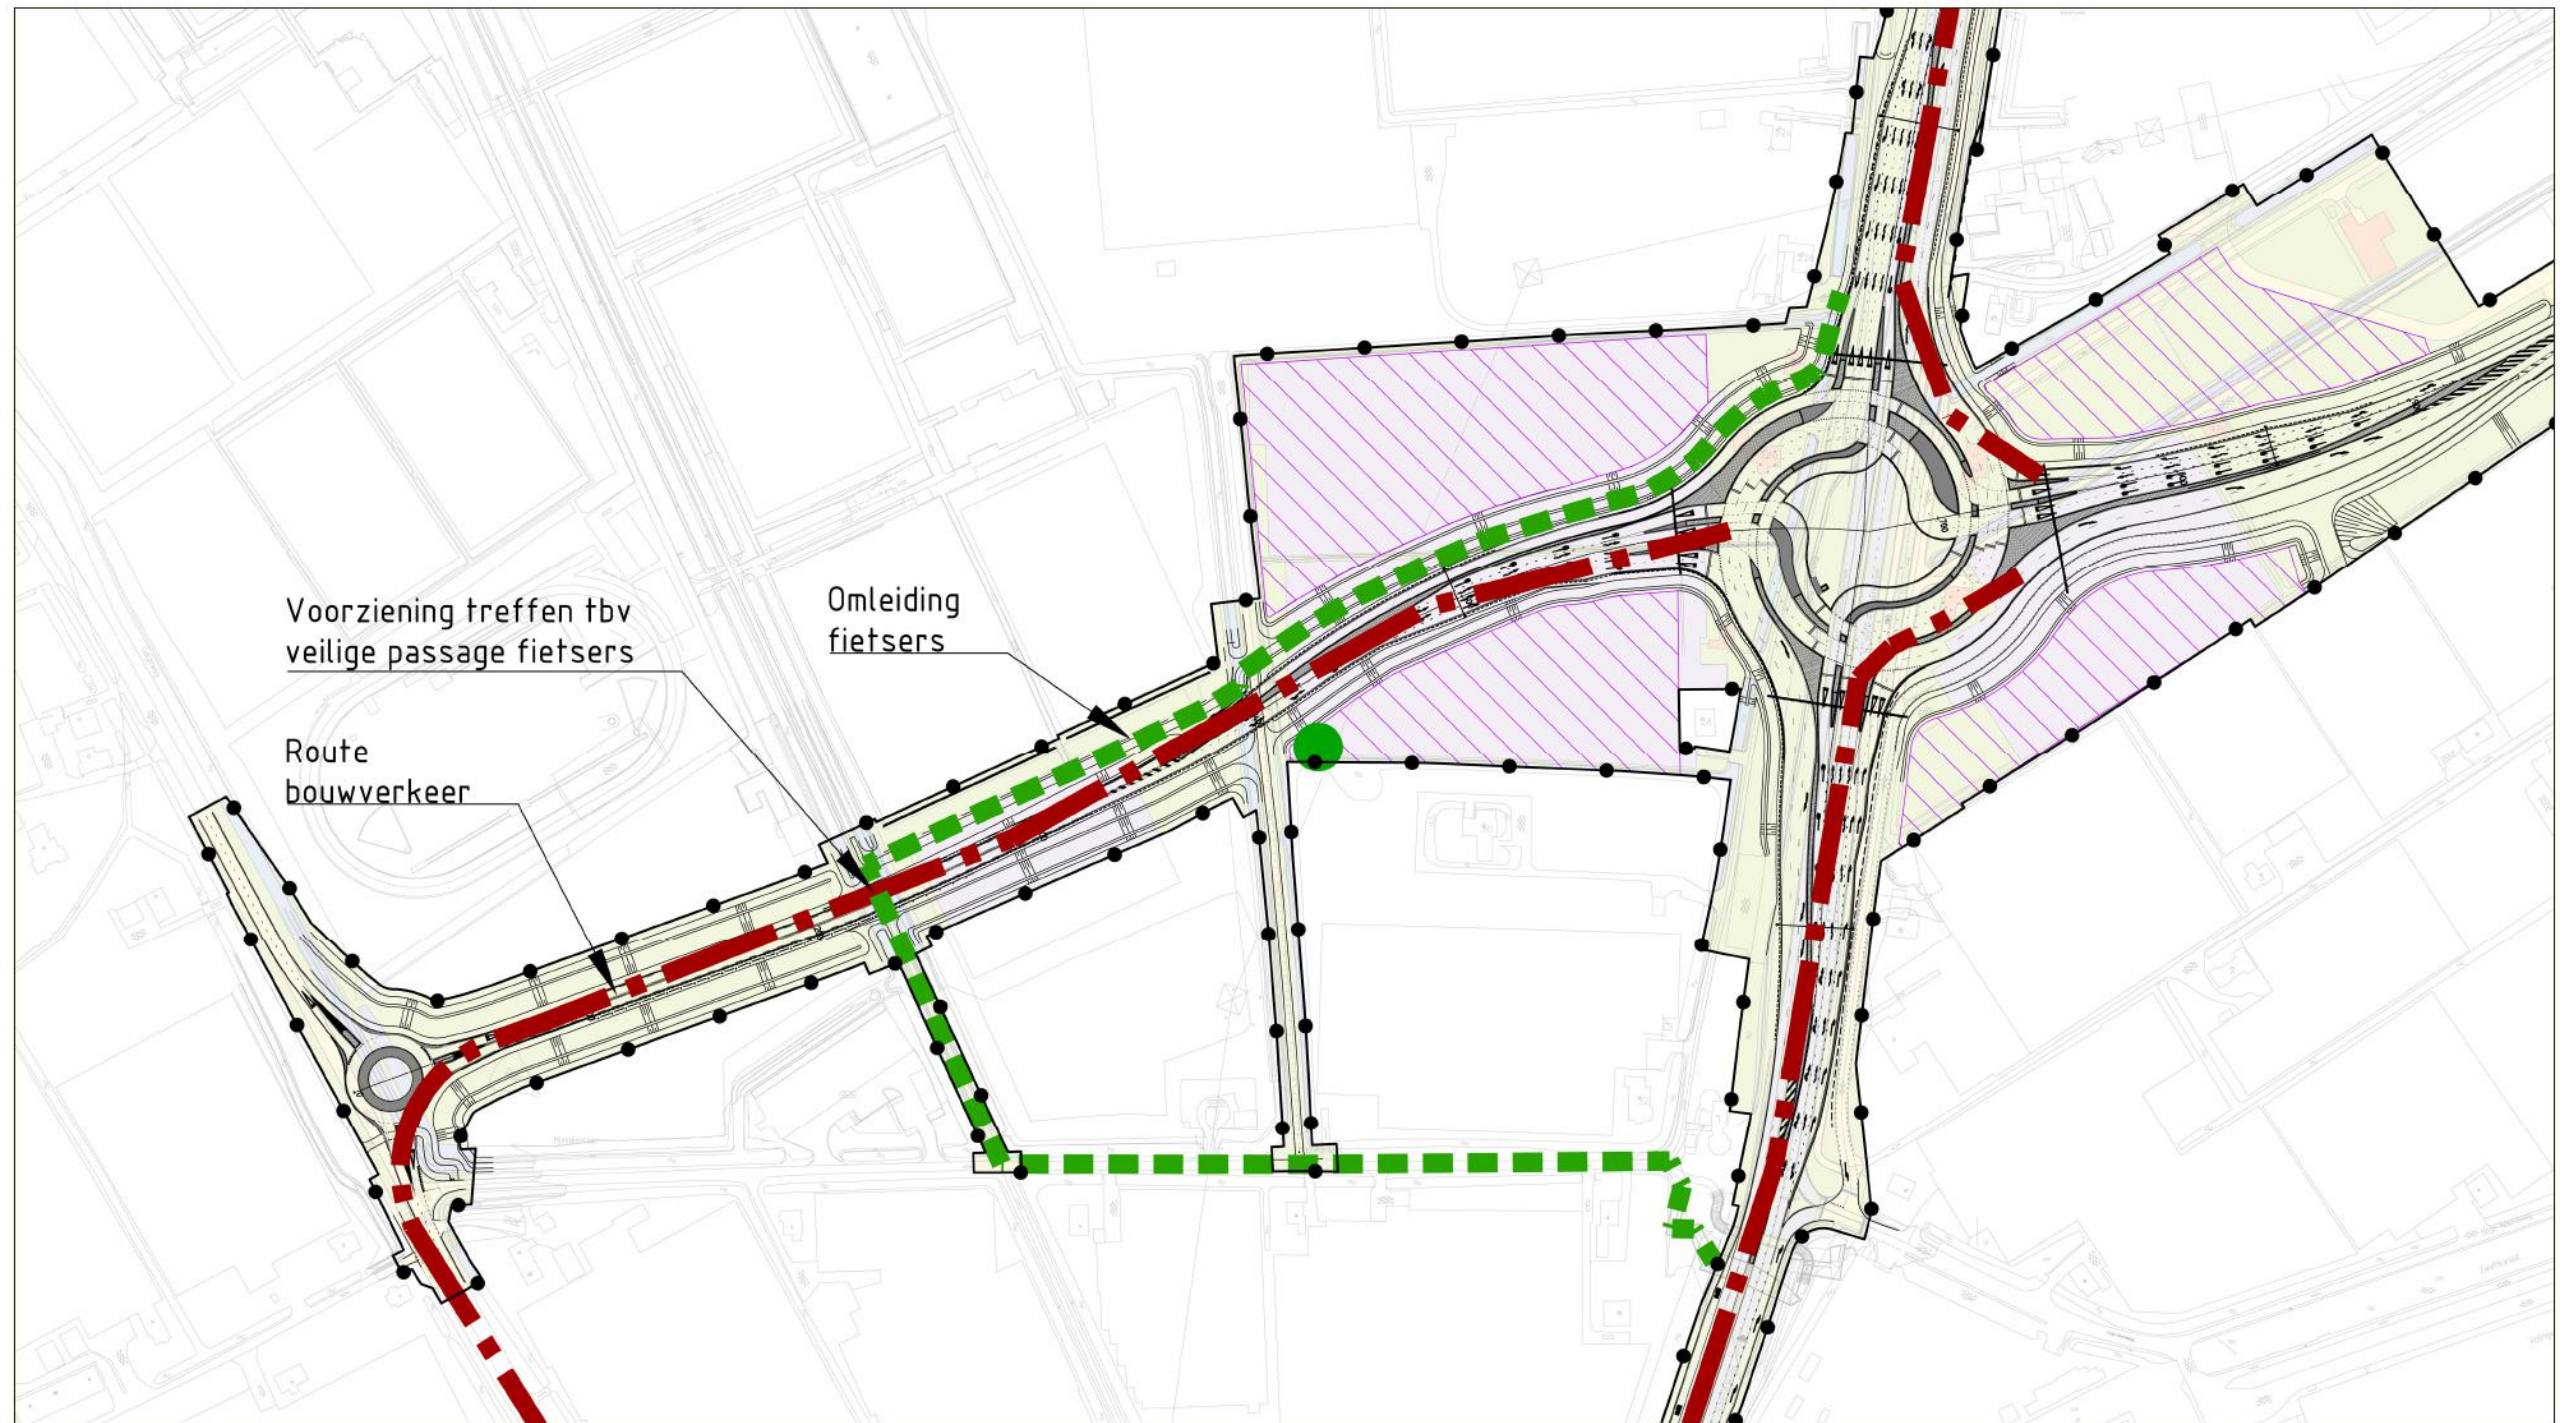 Voorziening treffen tbv
veilige passage fietsers
Omleiding
fietsers
Route
bouwverkeer